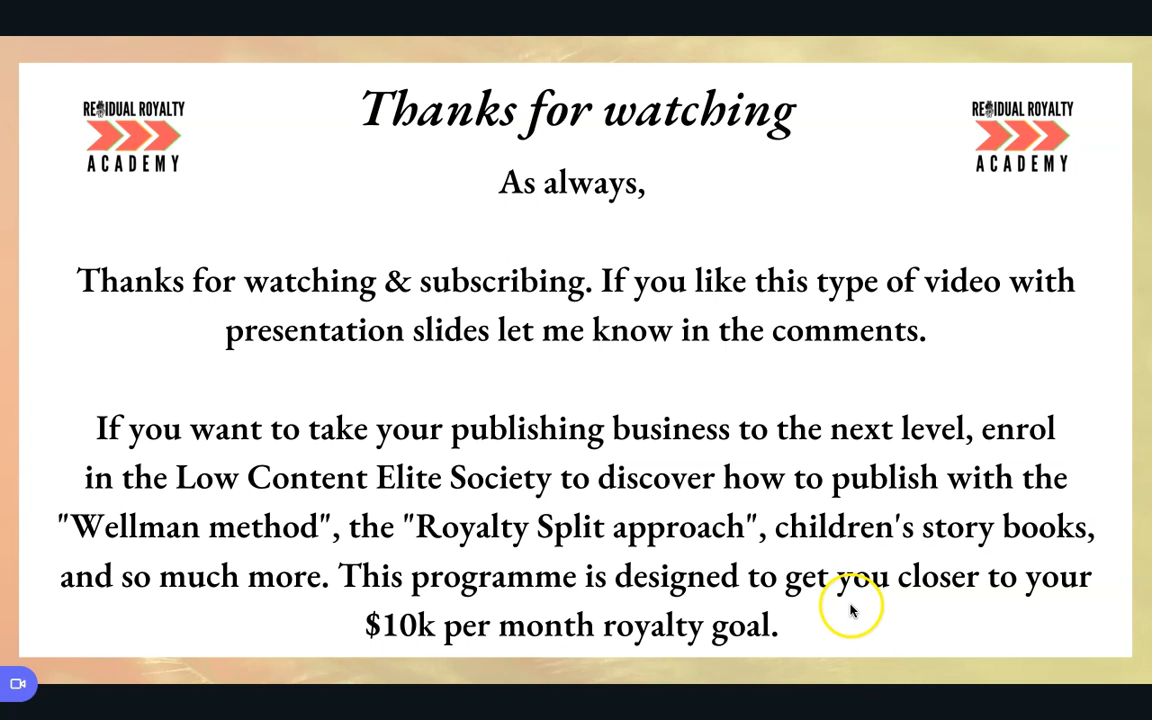 RESIDUAL ROYALTY
ACADEMY
Thanks for watching
RESIDUAL ROYALTY
ACADEMY
As always,
Thanks for watching & subscribing. If you like this type of video with
presentation slides let me know in the comments.
If you want to take your publishing business to the next level, enrol
in the Low Content Elite Society to discover how to publish with the
"Wellman method", the "Royalty Split approach", children's story books,
and so much more. This programme is designed to get you closer to your
$10k per month royalty goal.